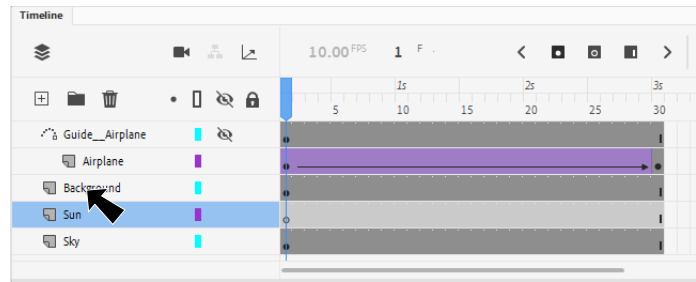 Timeline
10.00 FPS 1 F
1s 2s 3s
5 10 15 20 25 30
Guide__Airplane
Airplane
Background
Sun
Sky